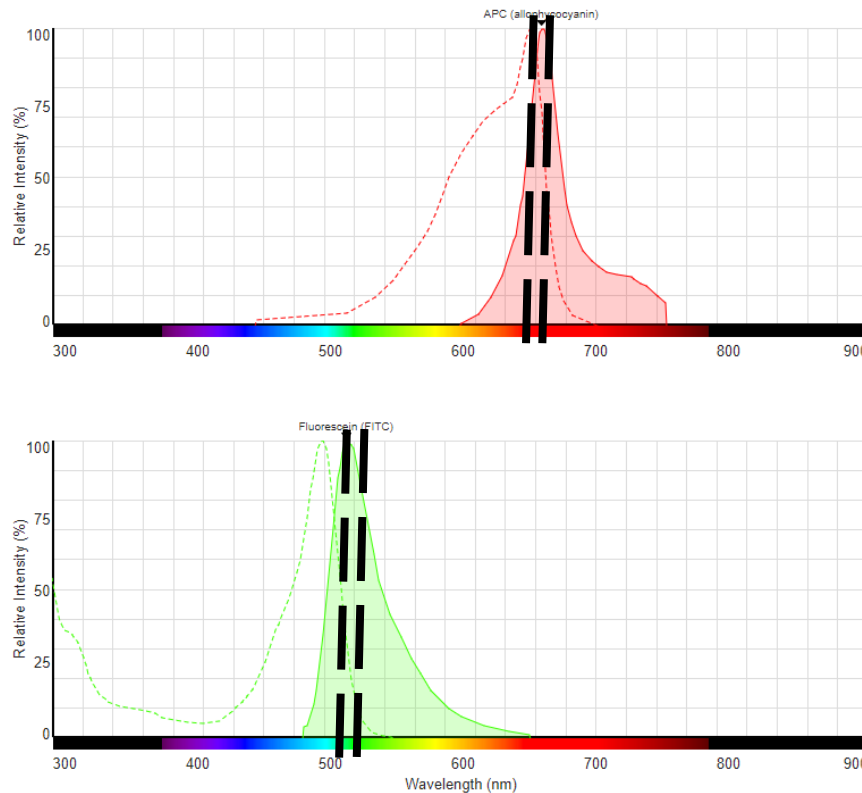 APC (allophycocyanin)
100
75
50
25
0
Relative Intensity (%)
300 400 500 600 700 800 900
Fluorescein (FITC)
100
75
50
25
0
Relative Intensity (%)
300 400 500 600 700 800 900
Wavelength (nm)